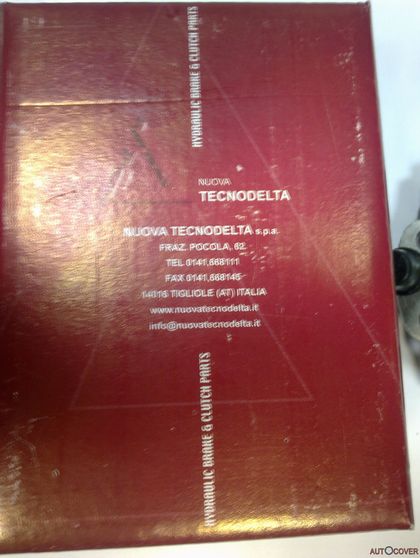 HYDRAULIC BRAKE & CLUTCH PARTS
NUOVA
TECNODELTA
NUOVA TECNODELTA s.p.a.
FRAZ. POCOLA, 62
TEL 0141,668111
FAX 0141,668145
14016 TIGLIOLE (AT) ITALIA
www.nuovatecnodelta.it
info@nuovatecnodelta.it
HYDRAULIC BRAKE & CLUTCH PARTS
AUTOCOVER